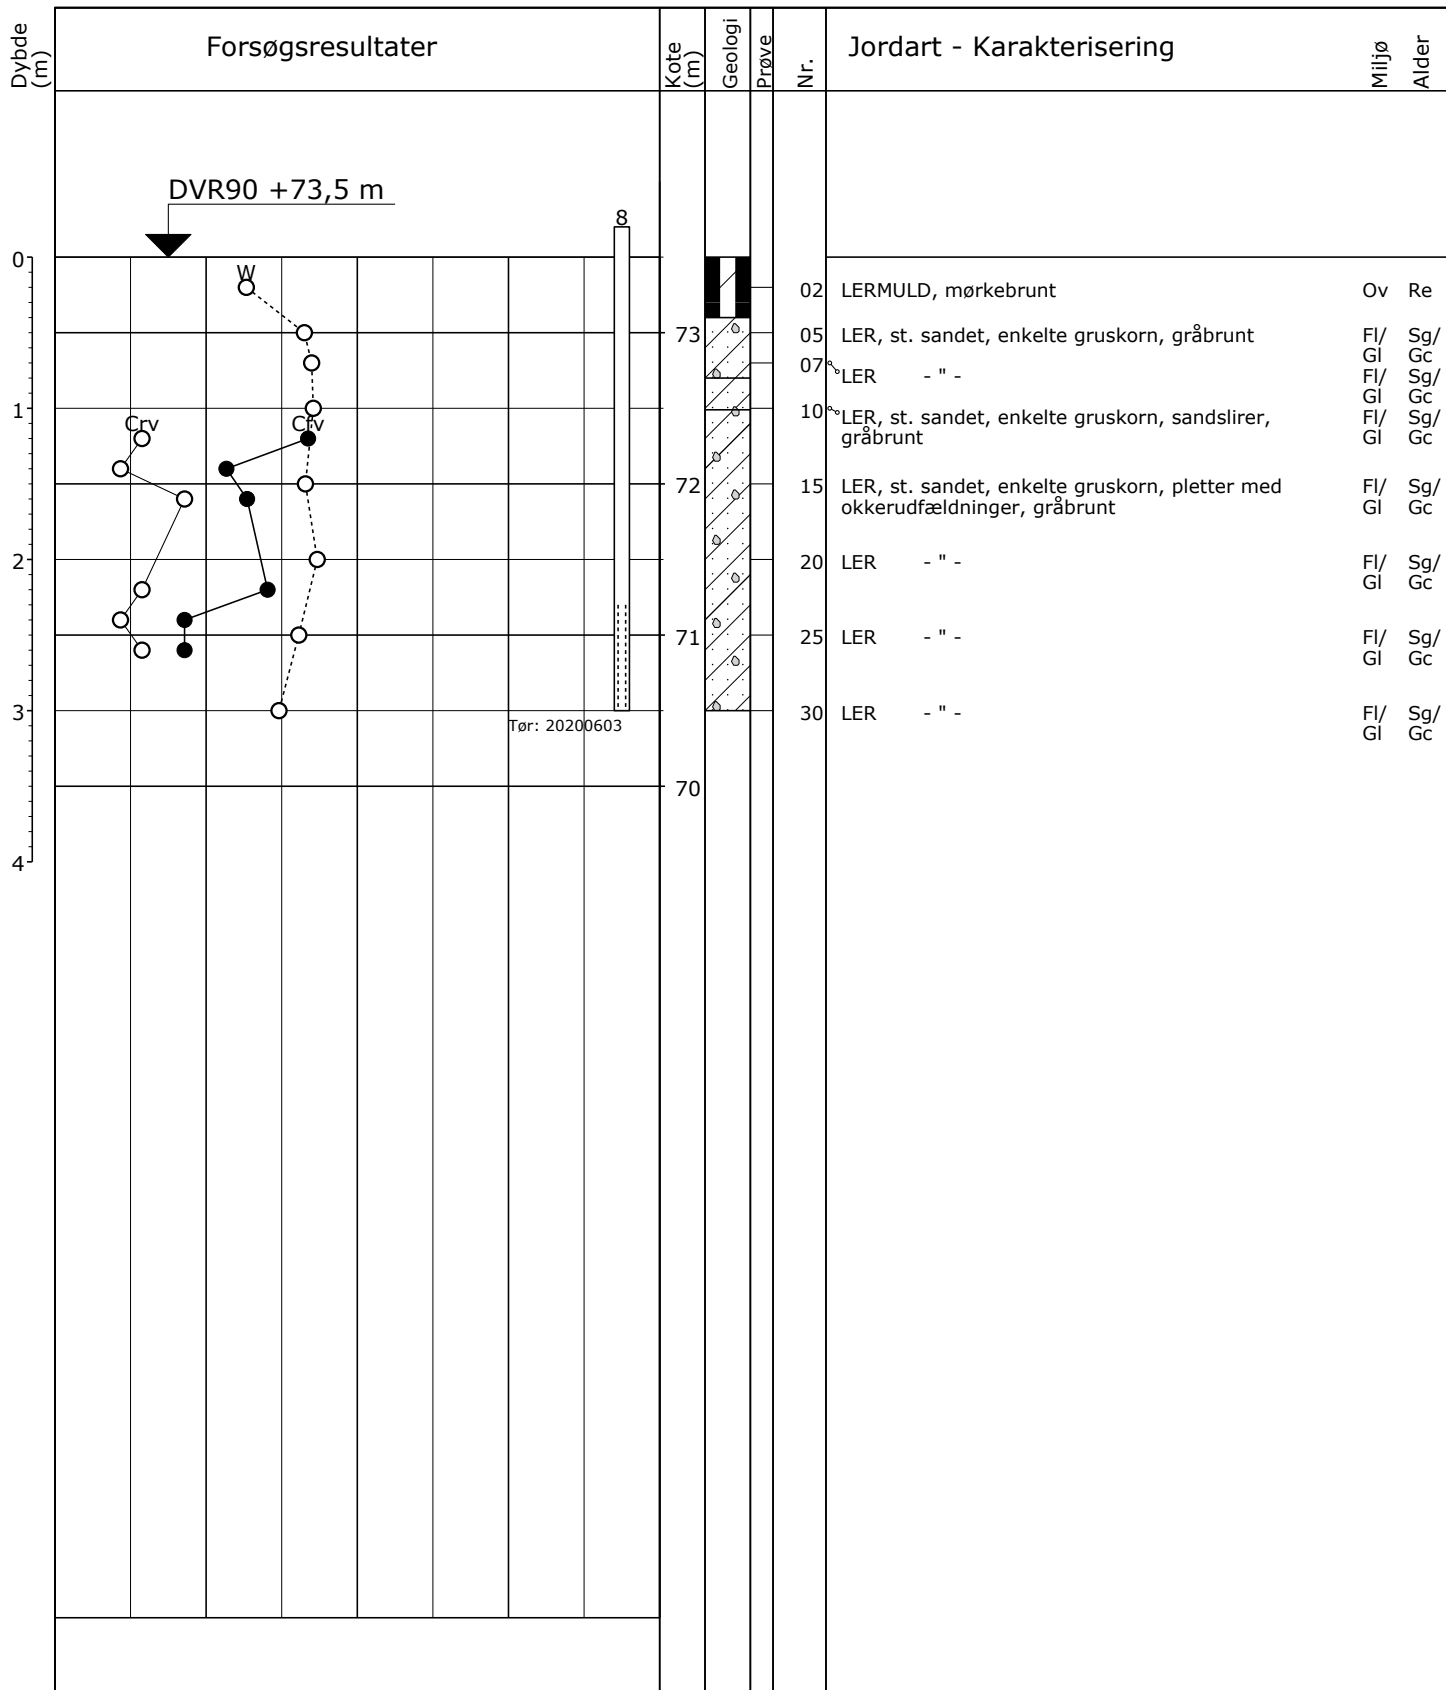 Dybde (m)
Forsøgsresultater
Kote (m)
Geologi
Prøve
Nr.
Jordart - Karakterisering
Miljø
Alder
DVR90 +73,5 m
8
0
W
02 LERMULD, mørkebrunt Ov Re
73 05 LER, st. sandet, enkelte gruskorn, gråbrunt Fl/ Sg/
Gl Gc
07 LER - " - Fl/ Sg/
Gl Gc
1 10 LER, st. sandet, enkelte gruskorn, sandslirer, Fl/ Sg/
Crv Cfv gråbrunt Gl Gc
72 15 LER, st. sandet, enkelte gruskorn, pletter med Fl/ Sg/
okkerudfældninger, gråbrunt Gl Gc
2 20 LER - " - Fl/ Sg/
Gl Gc
71 25 LER - " - Fl/ Sg/
Gl Gc
3 30 LER - " - Fl/ Sg/
Tør: 20200603 Gl Gc
70
4